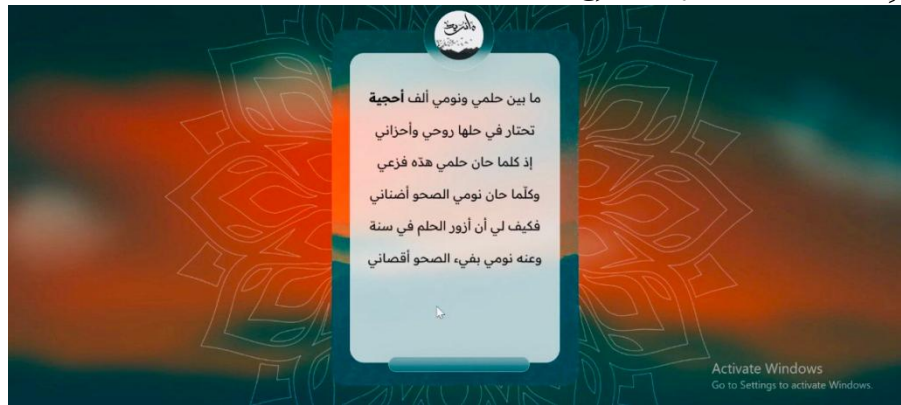 ما بين حلمي ونومي ألف أحجية
تحتار في حلها روحي وأحزاني
إذ كلما حان حلمي هدّه فزعي
وكلّما حان نومي الصحو أضناني
فكيف لي أن أزور الحلم في سنة
وعنه نومي بفيء الصحو أقصاني
Activate Windows
Go to Settings to activate Windows.